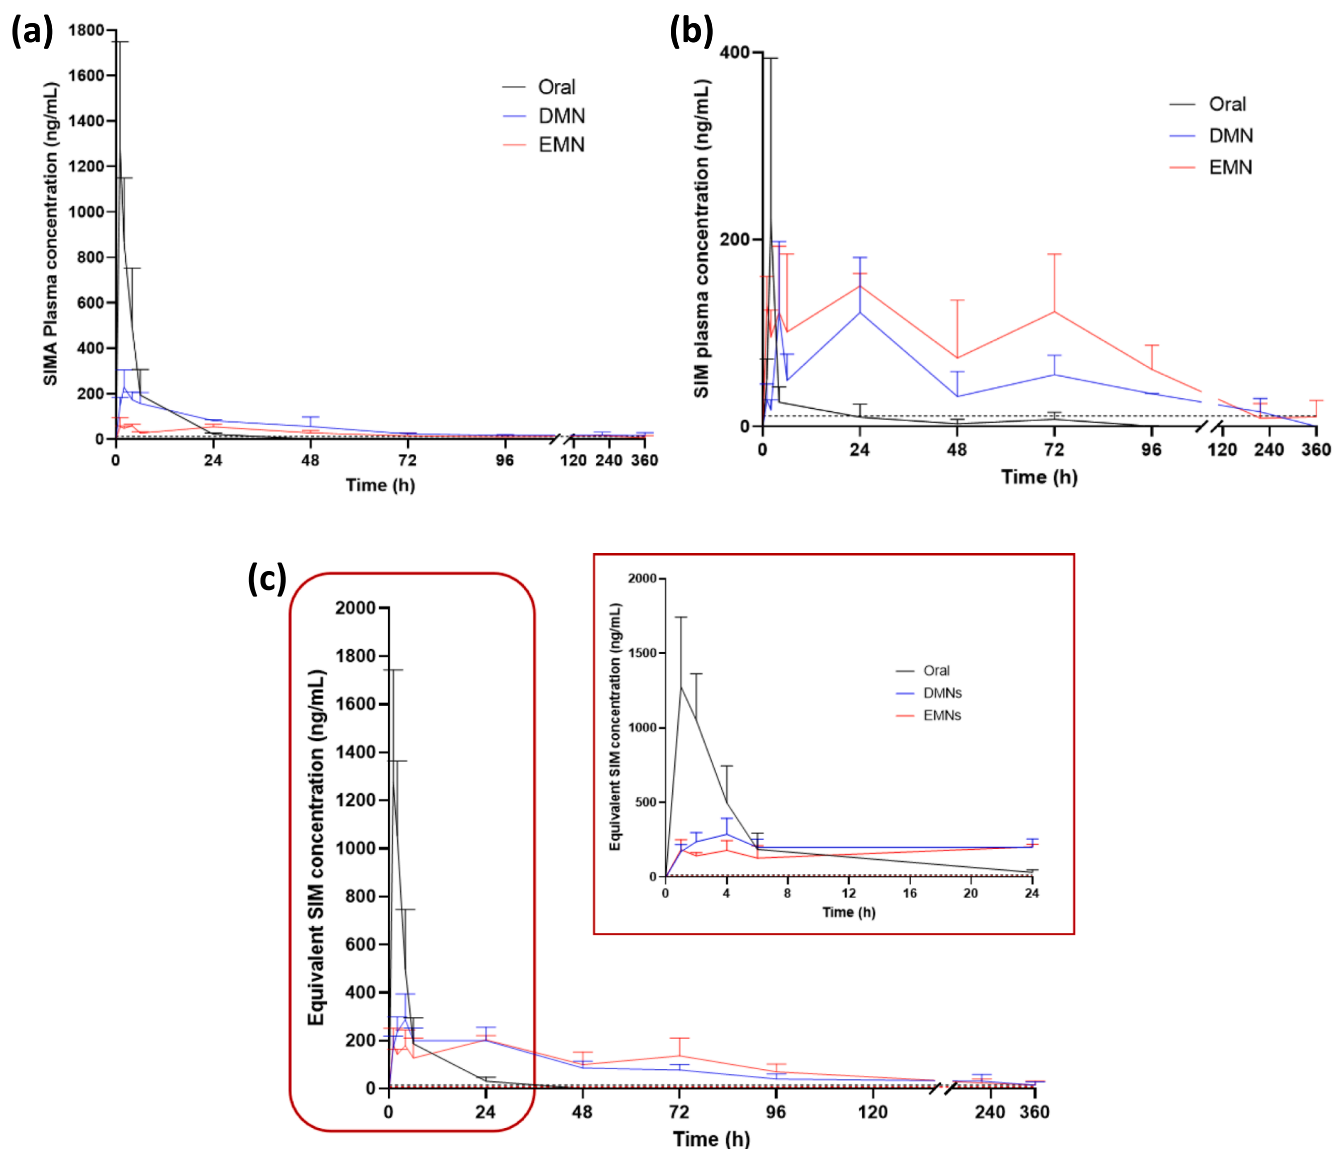 (a)
SIMA Plasma concentration (ng/mL)
1800
1600
1400
1200
1000
800
600
400
200
0
Oral
DMN
EMN
0 24 48 72 96 120 240 360
Time (h)
(b)
SIM plasma concentration (ng/mL)
400
200
0
Oral
DMN
EMN
0 24 48 72 96 120 240 360
Time (h)
(c)
Equivalent SIM concentration (ng/mL)
2000
1800
1600
1400
1200
1000
800
600
400
200
0
0 24 48 72 96 120 240 360
Time (h)
Equivalent SIM concentration (ng/mL)
2000
1500
1000
500
0
Oral
DMNs
EMNs
0 4 8 12 16 20 24
Time (h)